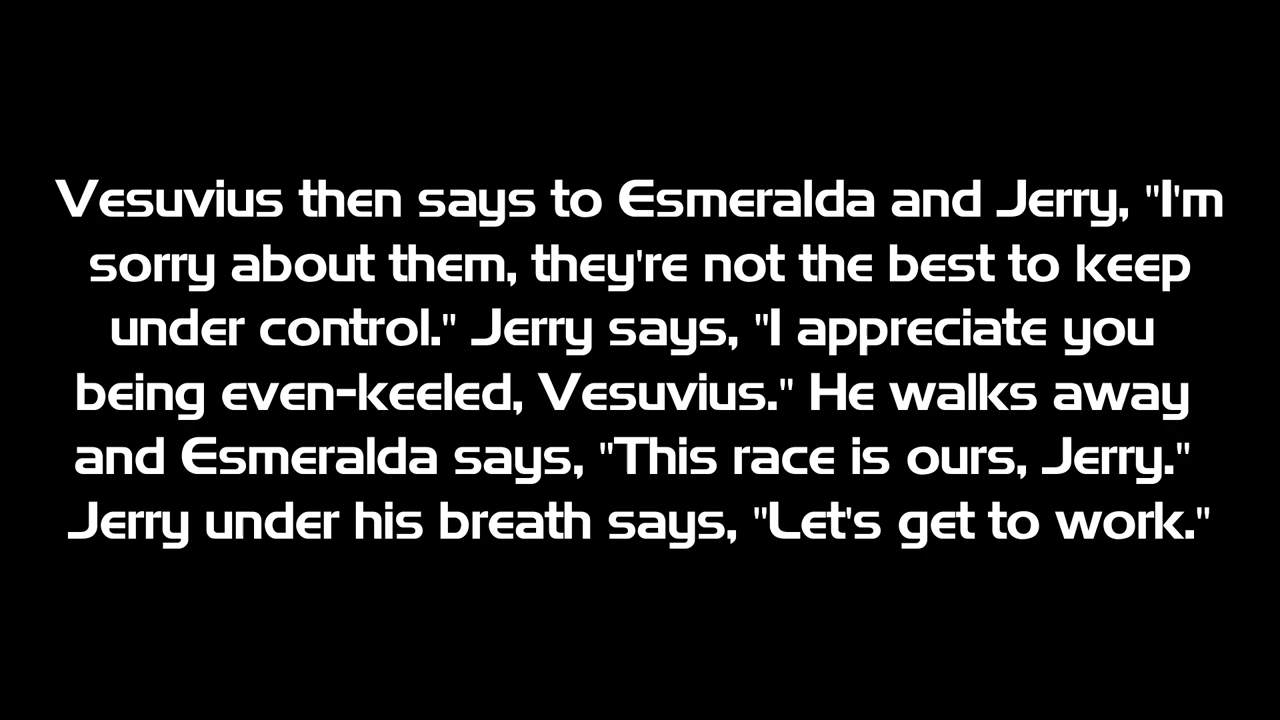 Vesuvius then says to Esmeralda and Jerry, "I'm
sorry about them, they're not the best to keep
under control." Jerry says, "I appreciate you
being even-keeled, Vesuvius." He walks away
and Esmeralda says, "This race is ours, Jerry."
Jerry under his breath says, "Let's get to work."